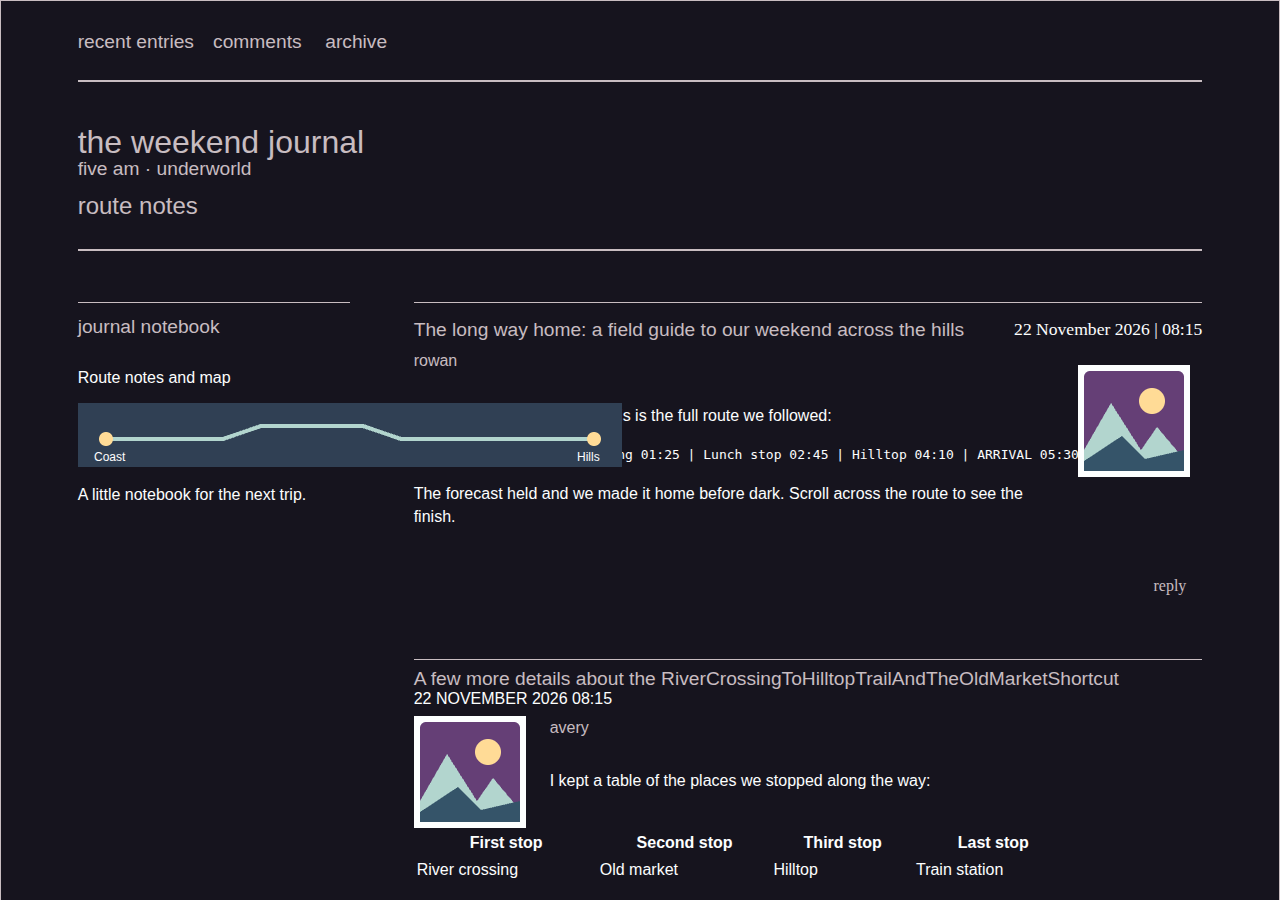 recent entries comments archive
the weekend journal
five am · underworld
route notes
journal notebook
Route notes and map
Coast Hills
A little notebook for the next trip.
The long way home: a field guide to our weekend across the hills
22 November 2026 | 08:15
rowan
s is the full route we followed:
01:25 | Lunch stop 02:45 | Hilltop 04:10 | ARRIVAL 05:30
The forecast held and we made it home before dark. Scroll across the route to see the
finish.
reply
A few more details about the RiverCrossingToHilltopTrailAndTheOldMarketShortcut
22 NOVEMBER 2026 08:15
avery
I kept a table of the places we stopped along the way:
First stop Second stop Third stop Last stop
River crossing Old market Hilltop Train station